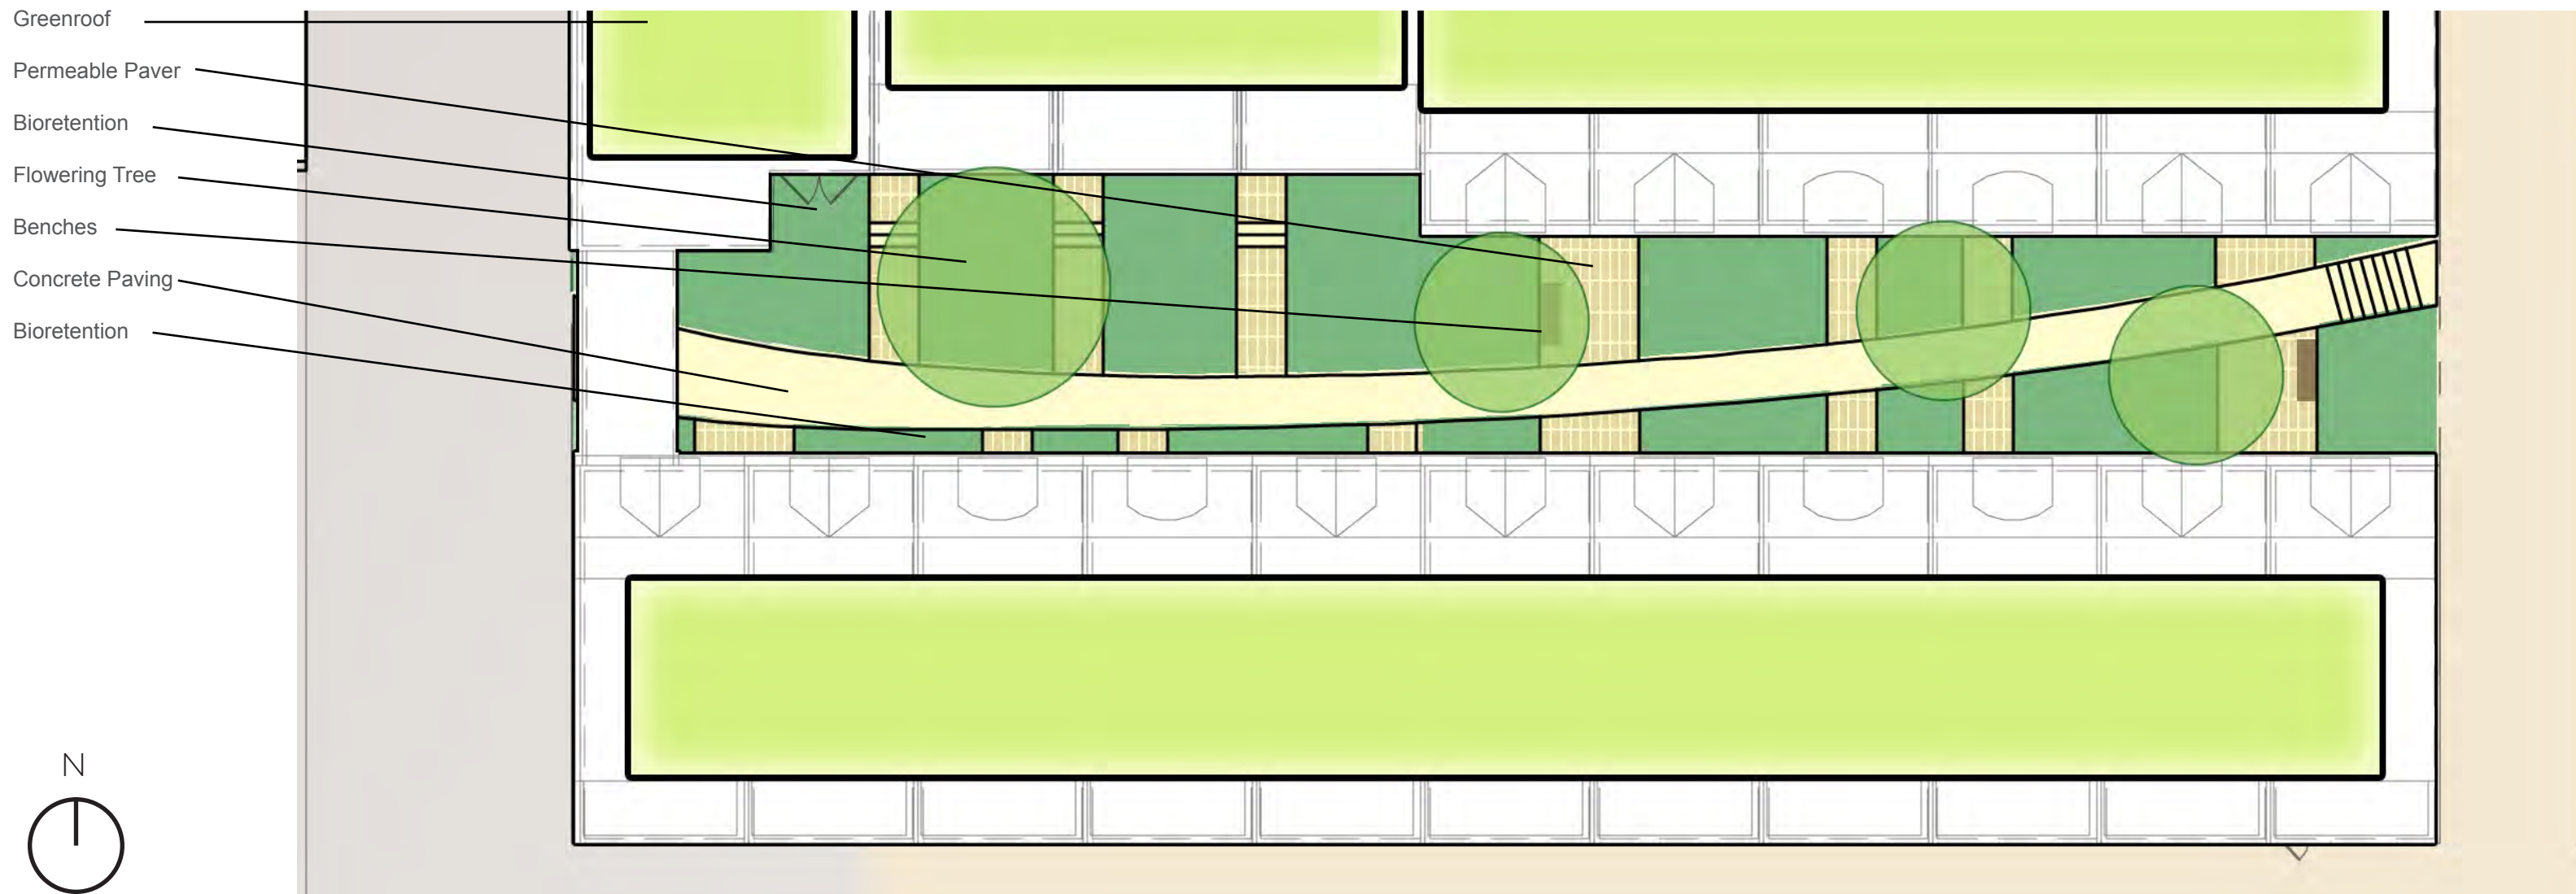 Greenroof
Permeable Paver
Bioretention
Flowering Tree
Benches
Concrete Paving
Bioretention
N